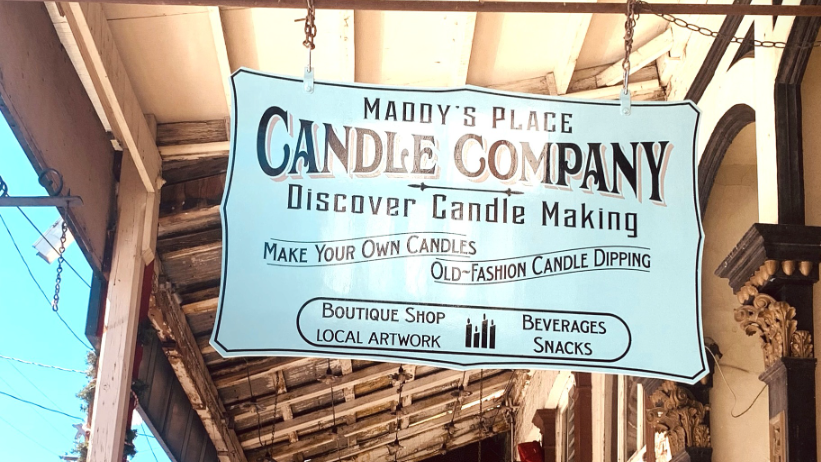 MADDY'S PLACE
CANDLE COMPANY
Discover Candle Making
MAKE YOUR OWN CANDLES
OLD-FASHION CANDLE DIPPING
BOUTIQUE SHOP
LOCAL ARTWORK
BEVERAGES
SNACKS